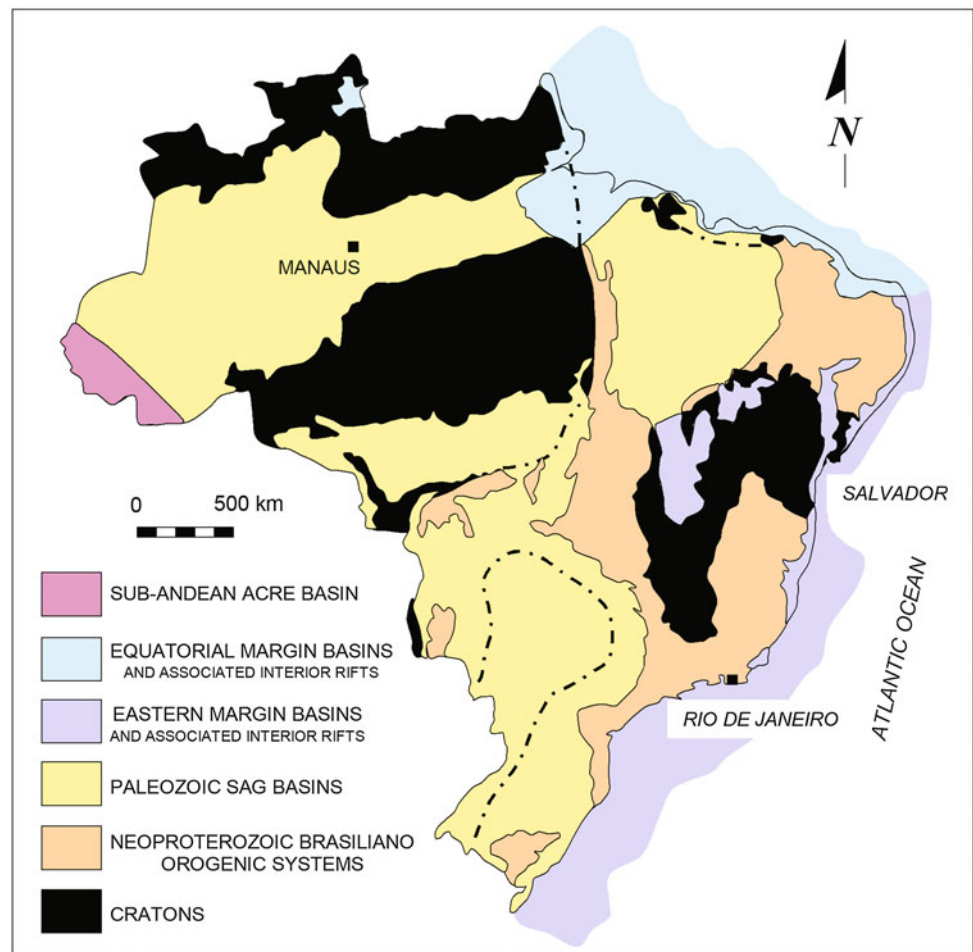 N
MANAUS
0 500 km
SALVADOR
ATLANTIC OCEAN
RIO DE JANEIRO
SUB-ANDEAN ACRE BASIN
EQUATORIAL MARGIN BASINS
AND ASSOCIATED INTERIOR RIFTS
EASTERN MARGIN BASINS
AND ASSOCIATED INTERIOR RIFTS
PALEOZOIC SAG BASINS
NEOPROTEROZOIC BRASILIANO
OROGENIC SYSTEMS
CRATONS